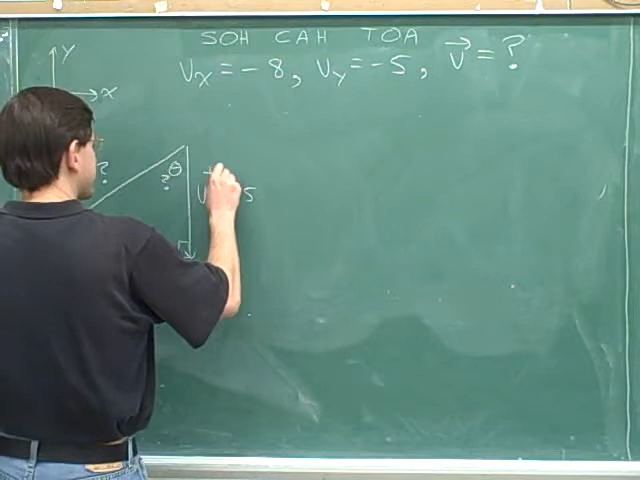 SOH CAH TOA
Vx = -8, Vy = -5, V⃗ = ?
Y
x
? θ
?
V 5